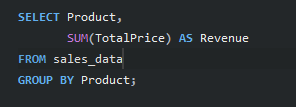 SELECT Product,
       SUM(TotalPrice) AS Revenue
FROM sales_data
GROUP BY Product;